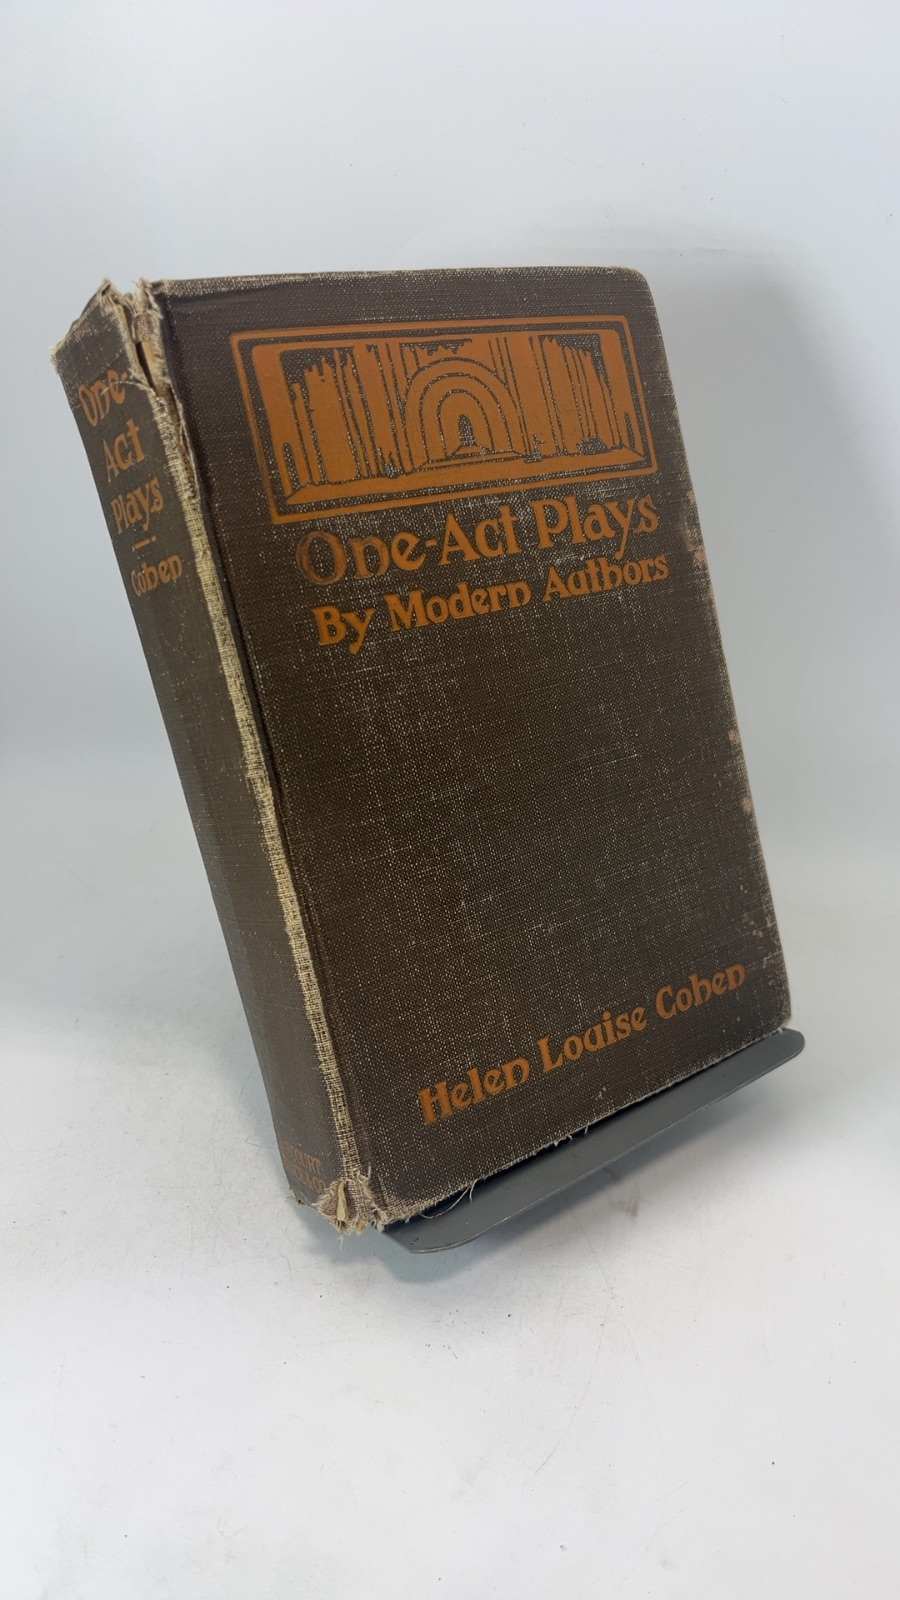 One-
Act
Plays
Cohen
One-Act Plays
By Modern Authors
Helen Louise Cohen